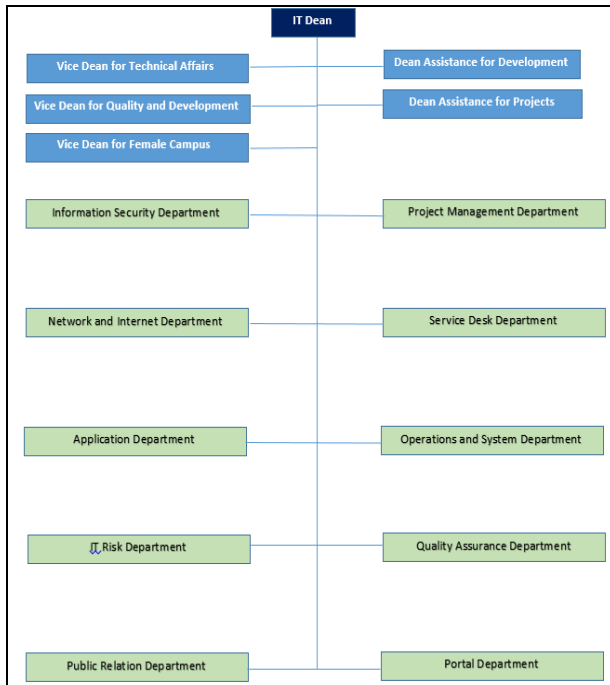 IT Dean
Vice Dean for Technical Affairs
Dean Assistance for Development
Vice Dean for Quality and Development
Dean Assistance for Projects
Vice Dean for Female Campus
Information Security Department
Project Management Department
Network and Internet Department
Service Desk Department
Application Department
Operations and System Department
IT Risk Department
Quality Assurance Department
Public Relation Department
Portal Department